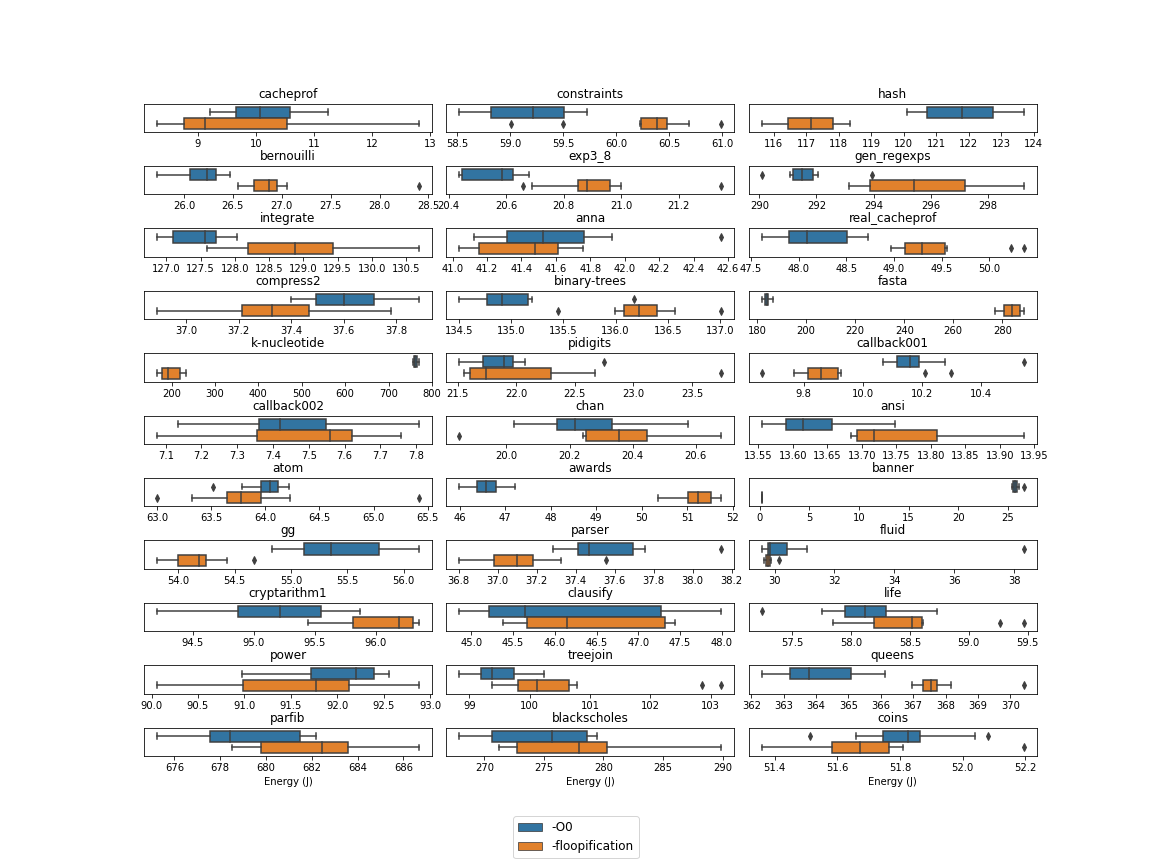 cacheprof constraints hash
9 10 11 12 13 58.5 59.0 59.5 60.0 60.5 61.0 116 117 118 119 120 121 122 123 124
bernouilli exp3_8 gen_regexps
26.0 26.5 27.0 27.5 28.0 28.5 20.4 20.6 20.8 21.0 21.2 290 292 294 296 298
integrate anna real_cacheprof
127.0 127.5 128.0 128.5 129.0 129.5 130.0 130.5 41.0 41.2 41.4 41.6 41.8 42.0 42.2 42.4 42.6 47.5 48.0 48.5 49.0 49.5 50.0
compress2 binary-trees fasta
37.0 37.2 37.4 37.6 37.8 134.5 135.0 135.5 136.0 136.5 137.0 180 200 220 240 260 280
k-nucleotide pidigits callback001
200 300 400 500 600 700 800 21.5 22.0 22.5 23.0 23.5 9.8 10.0 10.2 10.4
callback002 chan ansi
7.1 7.2 7.3 7.4 7.5 7.6 7.7 7.8 20.0 20.2 20.4 20.6 13.55 13.60 13.65 13.70 13.75 13.80 13.85 13.90 13.95
atom awards banner
63.0 63.5 64.0 64.5 65.0 65.5 46 47 48 49 50 51 52 0 5 10 15 20 25
gg parser fluid
54.0 54.5 55.0 55.5 56.0 36.8 37.0 37.2 37.4 37.6 37.8 38.0 38.2 30 32 34 36 38
cryptarithm1 clausify life
94.5 95.0 95.5 96.0 45.0 45.5 46.0 46.5 47.0 47.5 48.0 57.5 58.0 58.5 59.0 59.5
power treejoin queens
90.0 90.5 91.0 91.5 92.0 92.5 93.0 99 100 101 102 103 362 363 364 365 366 367 368 369 370
parfib blackscholes coins
676 678 680 682 684 686 270 275 280 285 290 51.4 51.6 51.8 52.0 52.2
Energy (J) Energy (J) Energy (J)
-O0
-floopification